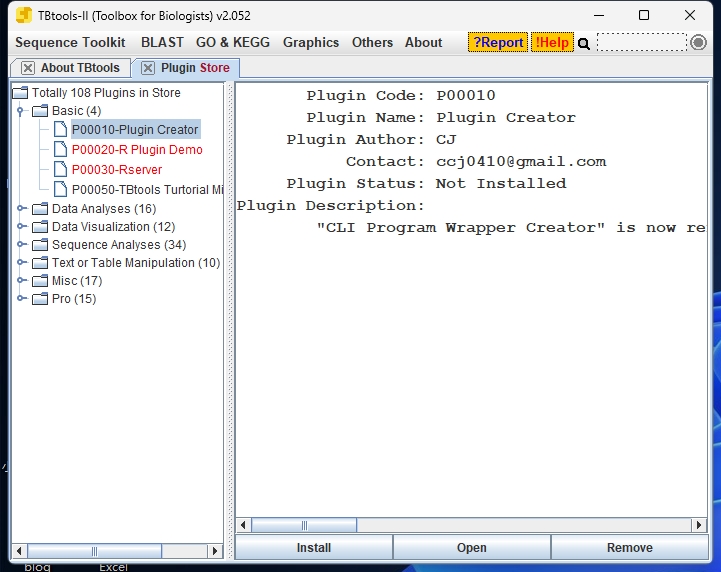 TBtools-II (Toolbox for Biologists) v2.052
Sequence Toolkit BLAST GO & KEGG Graphics Others About ?Report !Help
About TBtools Plugin Store
Totally 108 Plugins in Store
Basic (4)
P00010-Plugin Creator
P00020-R Plugin Demo
P00030-Rserver
P00050-TBtools Turtorial Mi
Data Analyses (16)
Data Visualization (12)
Sequence Analyses (34)
Text or Table Manipulation (10)
Misc (17)
Pro (15)
Plugin Code: P00010
Plugin Name: Plugin Creator
Plugin Author: CJ
Contact: ccj0410@gmail.com
Plugin Status: Not Installed
Plugin Description:
"CLI Program Wrapper Creator" is now re
Install Open Remove
blog Excel